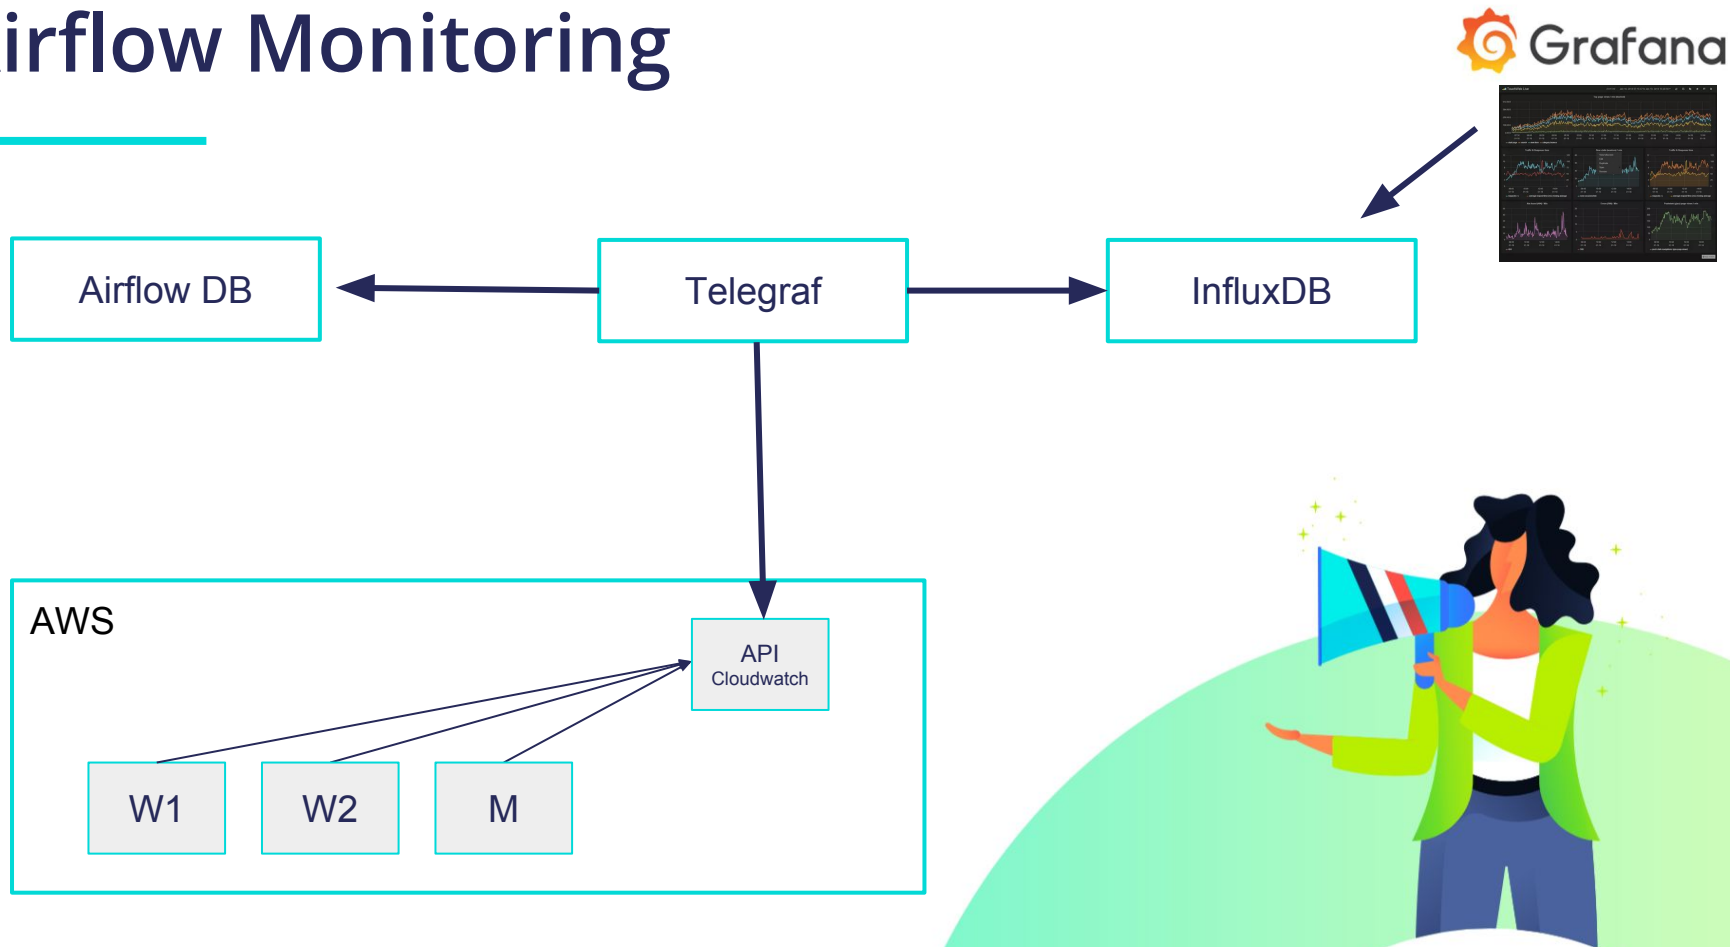 irflow Monitoring
Grafana
Airflow DB
Telegraf
InfluxDB
AWS
API
Cloudwatch
W1
W2
M